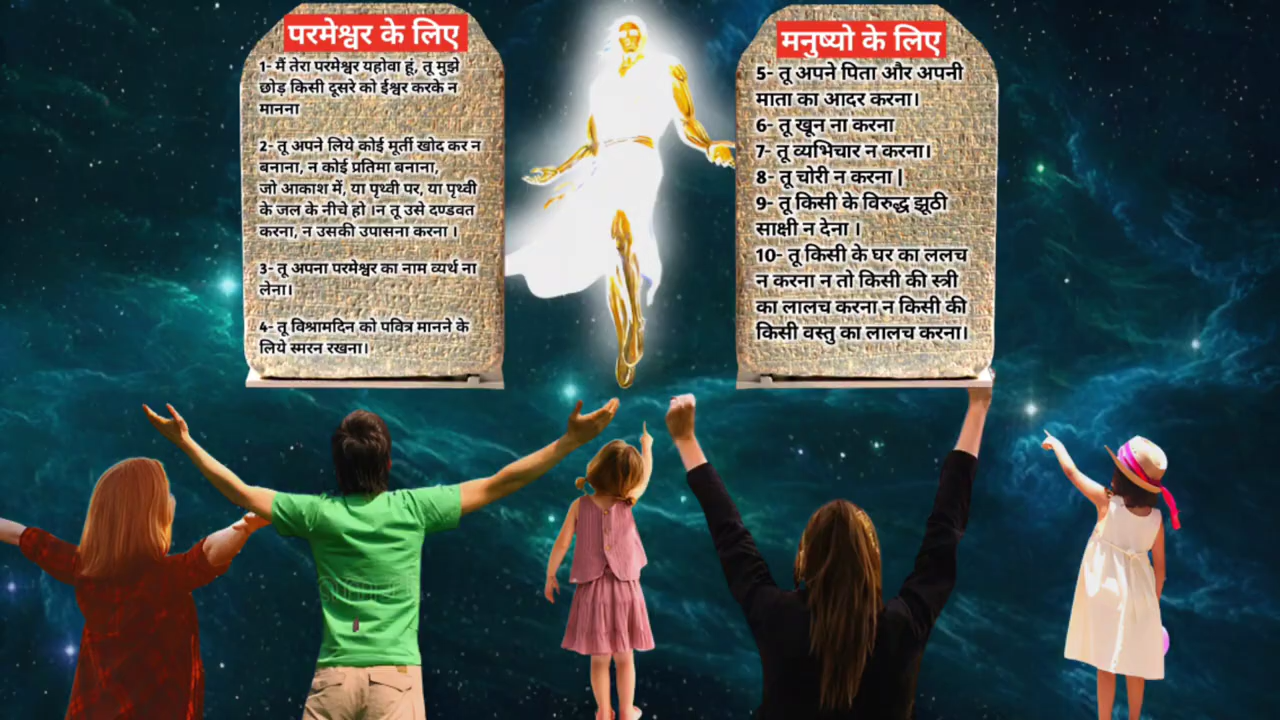 परमेश्वर के लिए
1- मैं तेरा परमेश्वर यहोवा हूं, तू मुझे
छोड़ किसी दूसरे को ईश्वर करके न
मानना
2- तू अपने लिये कोई मूर्ती खोद कर न
बनाना, न कोई प्रतिमा बनाना,
जो आकाश में, या पृथ्वी पर, या पृथ्वी
के जल के नीचे हो ।न तू उसे दण्डवत
करना, न उसकी उपासना करना ।
3- तू अपना परमेश्वर का नाम व्यर्थ ना
लेना।
4- तू विश्रामदिन को पवित्र मानने के
लिये स्मरन रखना।
मनुष्यो के लिए
5- तू अपने पिता और अपनी
माता का आदर करना।
6- तू खून ना करना
7- तू व्यभिचार न करना।
8- तू चोरी न करना |
9- तू किसी के विरुद्ध झूठी
साक्षी न देना ।
10- तू किसी के घर का ललच
न करना न तो किसी की स्त्री
का लालच करना न किसी की
किसी वस्तु का लालच करना।